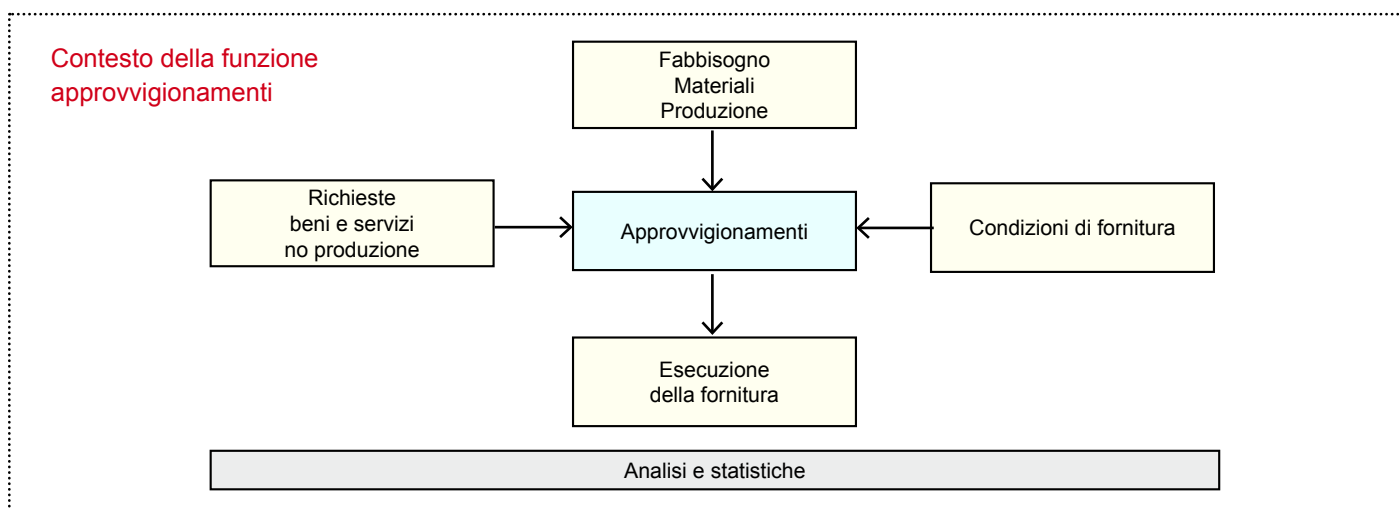 Contesto della funzione
approvvigionamenti
Fabbisogno
Materiali
Produzione
Richieste
beni e servizi
no produzione
Approvvigionamenti
Condizioni di fornitura
Esecuzione
della fornitura
Analisi e statistiche